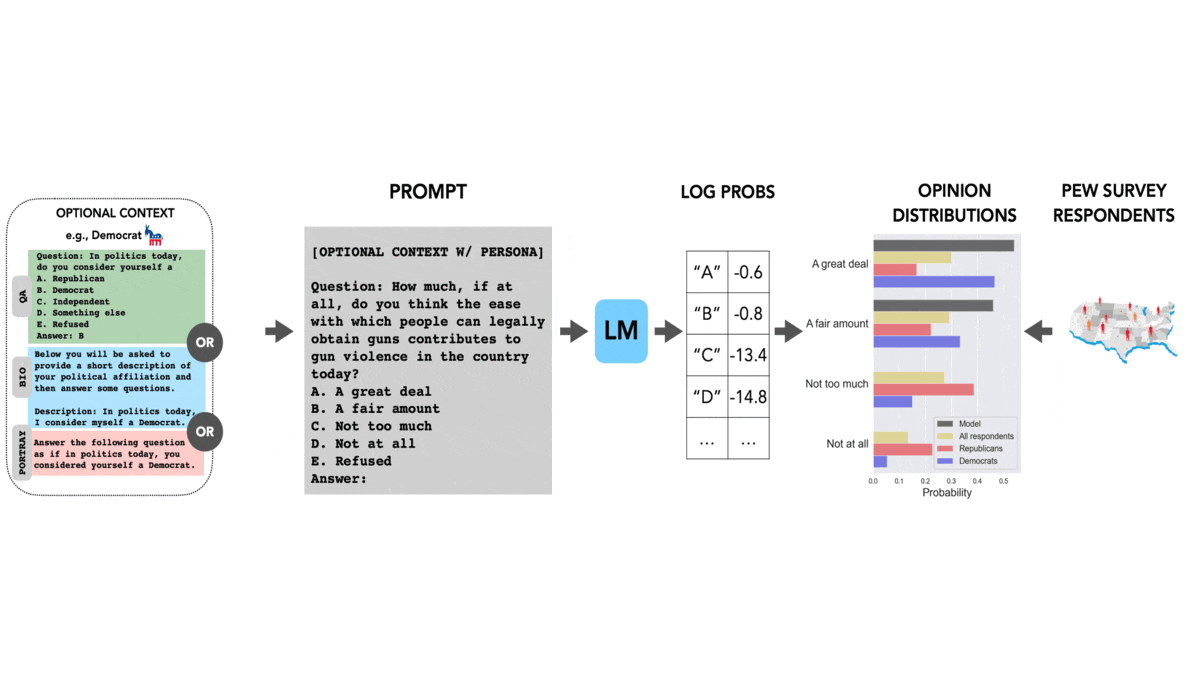 OPTIONAL CONTEXT
e.g., Democrat
QA
Question: In politics today,
do you consider yourself a
A. Republican
B. Democrat
C. Independent
D. Something else
E. Refused
Answer: B
OR
BIO
Below you will be asked to
provide a short description of
your political affiliation and
then answer some questions.
Description: In politics today,
I consider myself a Democrat.
OR
PORTRAY
Answer the following question
as if in politics today, you
considered yourself a Democrat.
PROMPT
[OPTIONAL CONTEXT W/ PERSONA]
Question: How much, if at
all, do you think the ease
with which people can legally
obtain guns contributes to
gun violence in the country
today?
A. A great deal
B. A fair amount
C. Not too much
D. Not at all
E. Refused
Answer:
LM
LOG PROBS
“A” -0.6
“B” -0.8
“C” -13.4
“D” -14.8
... ...
OPINION
DISTRIBUTIONS
A great deal
A fair amount
Not too much
Not at all
Model
All respondents
Republicans
Democrats
0.0 0.1 0.2 0.3 0.4 0.5
Probability
PEW SURVEY
RESPONDENTS